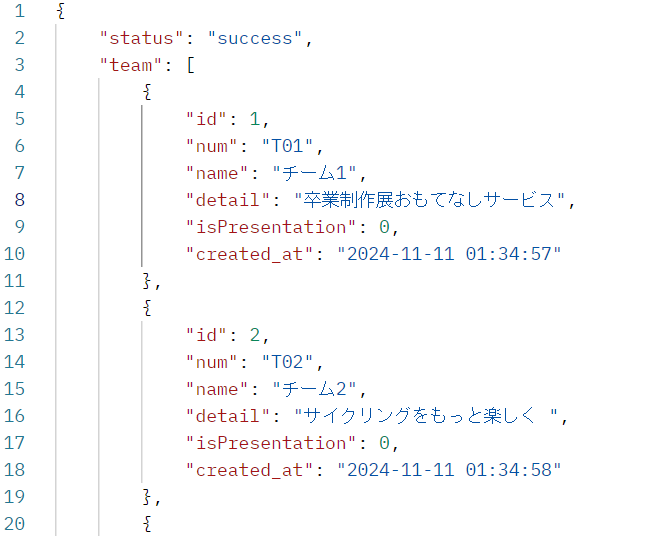 1 {
2 "status": "success",
3 "team": [
4 {
5 "id": 1,
6 "num": "T01",
7 "name": "チーム1",
8 "detail": "卒業制作展おもてなしサービス",
9 "isPresentation": 0,
10 "created_at": "2024-11-11 01:34:57"
11 },
12 {
13 "id": 2,
14 "num": "T02",
15 "name": "チーム2",
16 "detail": "サイクリングをもっと楽しく ",
17 "isPresentation": 0,
18 "created_at": "2024-11-11 01:34:58"
19 },
20 {